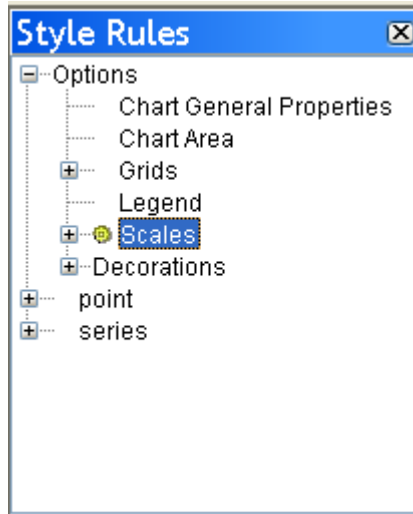 Style Rules
Options
Chart General Properties
Chart Area
Grids
Legend
Scales
Decorations
point
series